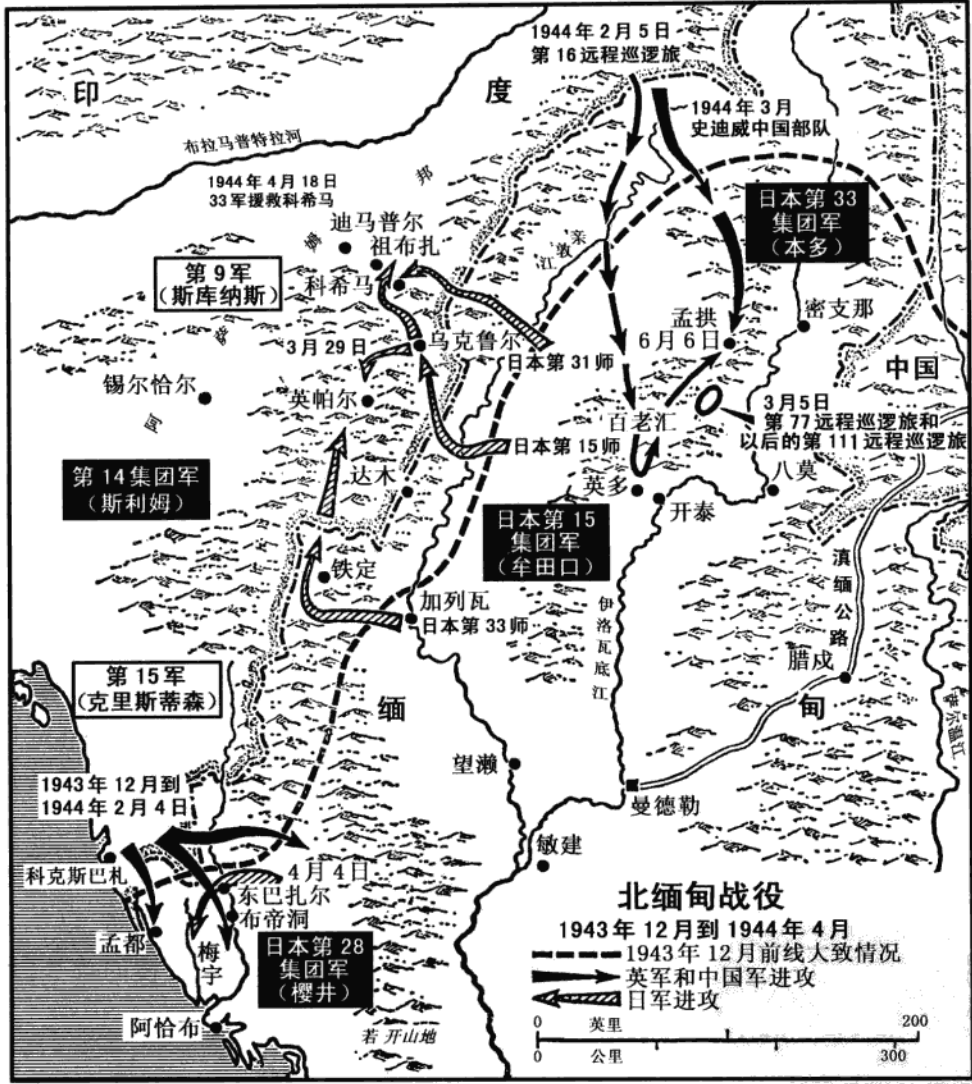 1944年2月5日
第16远程巡逻旅
印
度
1944年3月
史迪威中国部队
布拉马普特拉河
邦
1944年4月18日
33军援救科希马
日本第33
集团军
(本多)
迪马普尔
祖布扎
亲敦江
第9军
(斯库纳斯)
科希马
密支那
孟拱
6月6日
3月29日
乌克鲁尔
日本第31师
中国
锡尔恰尔
阿
英帕尔
3月5日
第77远程巡逻旅和
以后的第111远程巡逻旅
百老汇
日本第15师
第14集团军
(斯利姆)
达木
英多
八莫
开泰
日本第15
集团军
(牟田口)
滇缅公路
铁定
加列瓦
日本第33师
伊洛瓦底江
腊戍
第15军
(克里斯蒂森)
缅
甸
萨尔温江
望濑
1943年12月到
1944年2月4日
曼德勒
敏建
科克斯巴札
4月4日
东巴扎尔
布帝洞
孟都
梅宇
日本第28
集团军
(樱井)
阿恰布
若开山地
北缅甸战役
1943年12月到1944年4月
1943年12月前线大致情况
英军和中国军进攻
日军进攻
0 英里 200
0 公里 300